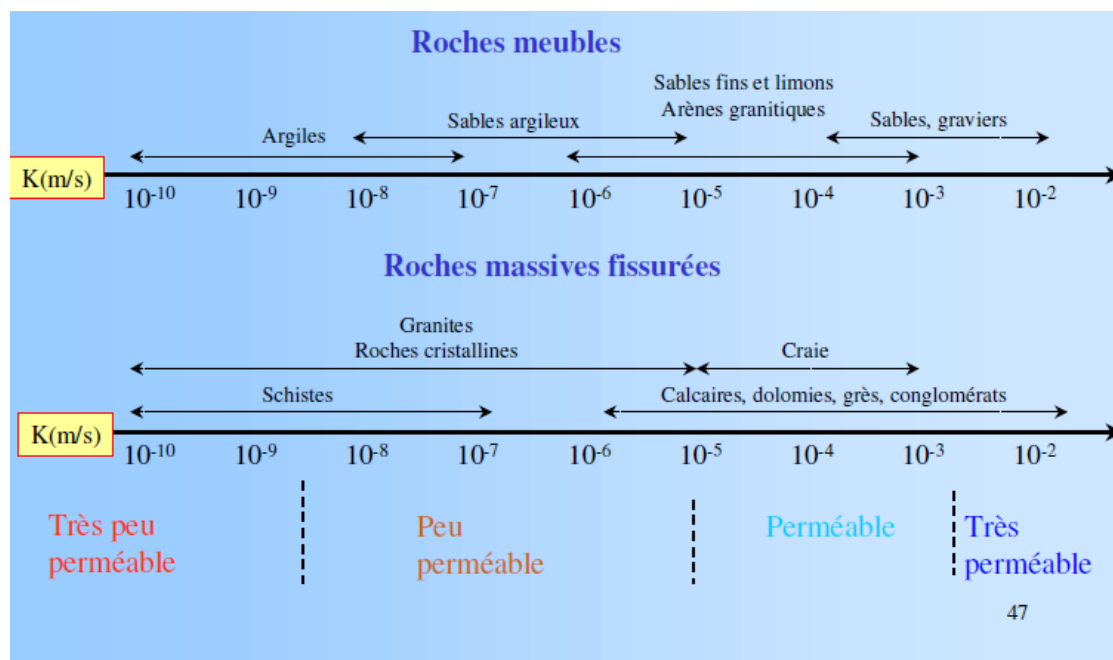 Roches meubles
Sables fins et limons
Arènes granitiques
Argiles
Sables argileux
Sables, graviers
K(m/s)
10⁻¹⁰ 10⁻⁹ 10⁻⁸ 10⁻⁷ 10⁻⁶ 10⁻⁵ 10⁻⁴ 10⁻³ 10⁻²
Roches massives fissurées
Granites
Roches cristallines
Craie
Schistes
Calcaires, dolomies, grès, conglomérats
K(m/s)
10⁻¹⁰ 10⁻⁹ 10⁻⁸ 10⁻⁷ 10⁻⁶ 10⁻⁵ 10⁻⁴ 10⁻³ 10⁻²
Très peu
perméable
Peu
perméable
Perméable
Très
perméable
47